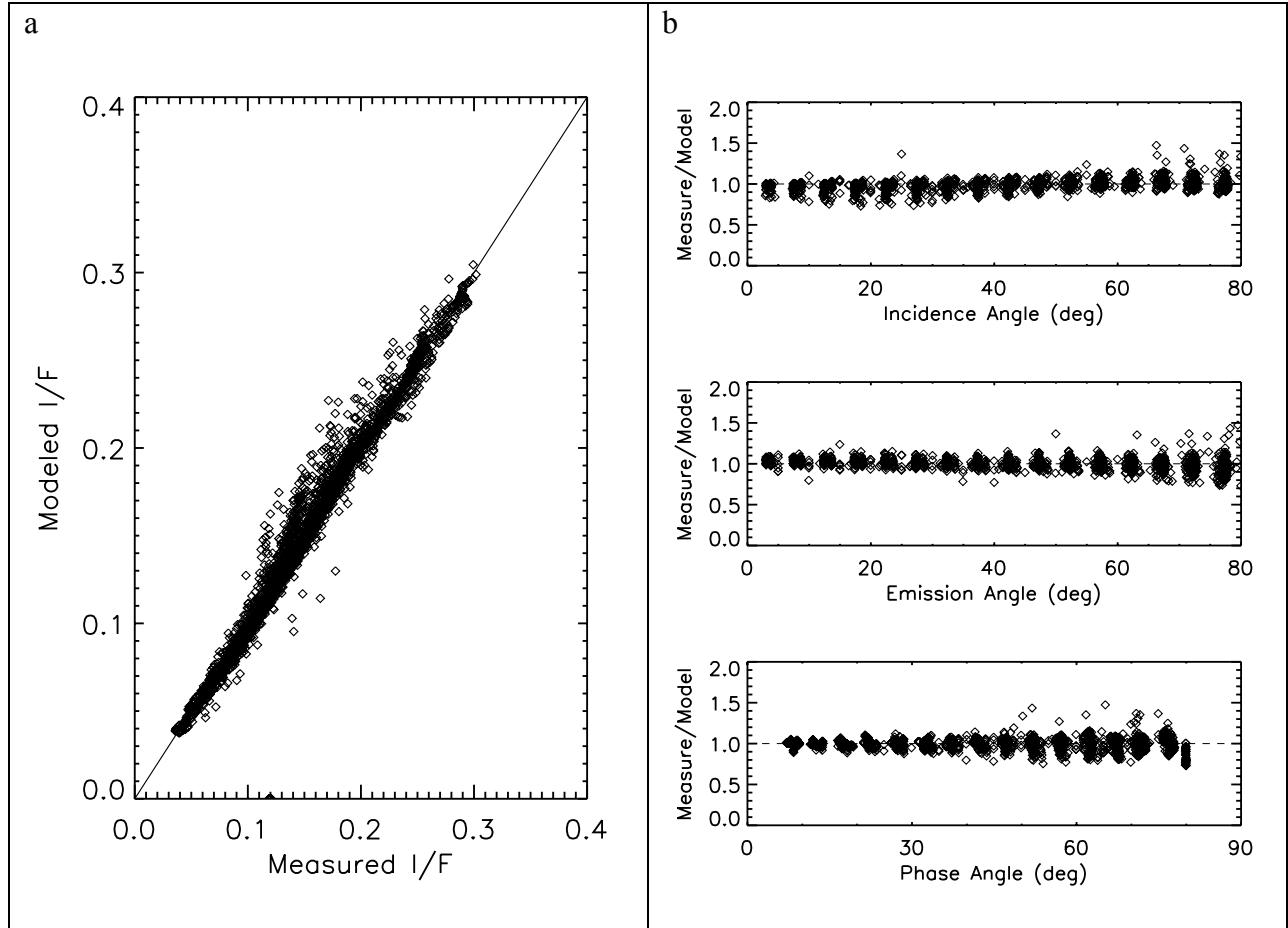 a
0.4
0.3
0.2
0.1
0.0
Modeled I/F
0.0 0.1 0.2 0.3 0.4
Measured I/F
b
2.0
1.5
1.0
0.5
0.0
Measure/Model
0 20 40 60 80
Incidence Angle (deg)
2.0
1.5
1.0
0.5
0.0
Measure/Model
0 20 40 60 80
Emission Angle (deg)
2.0
1.5
1.0
0.5
0.0
Measure/Model
0 30 60 90
Phase Angle (deg)